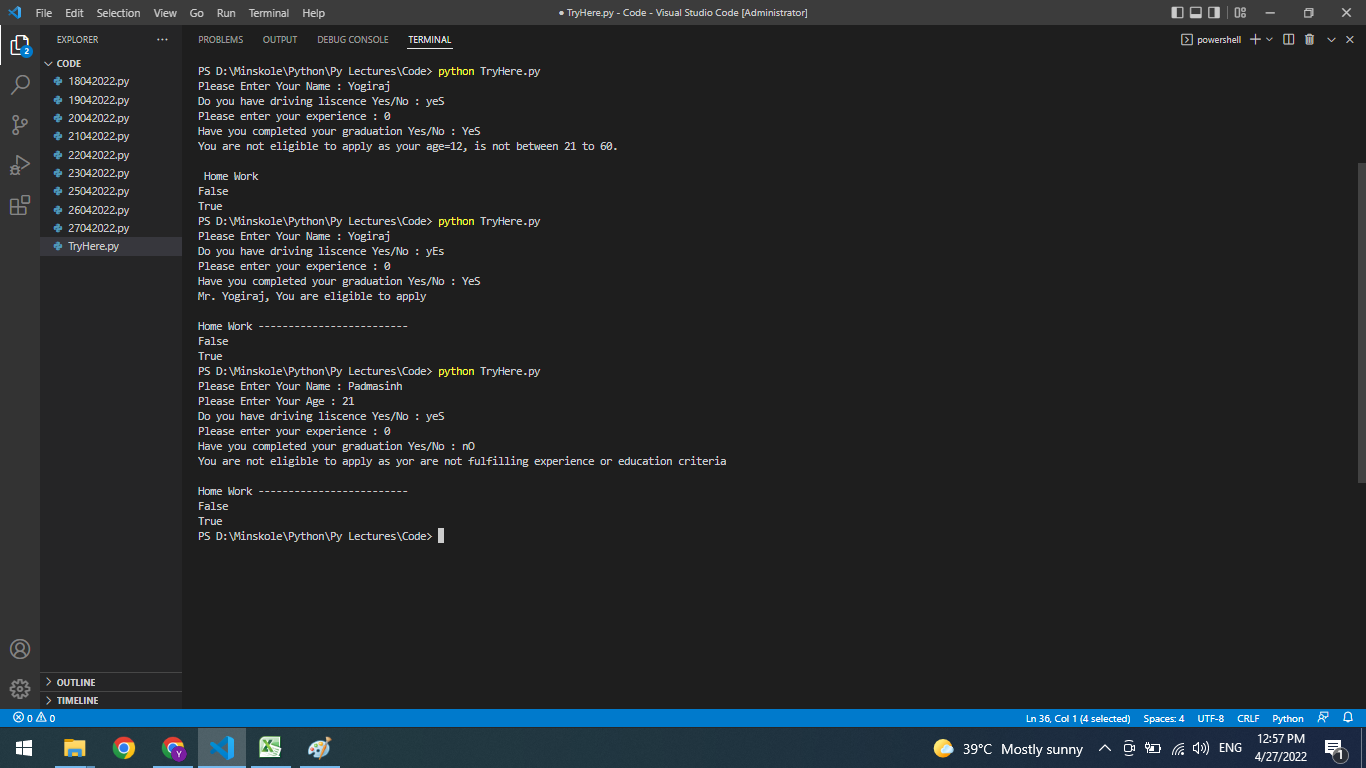 File Edit Selection View Go Run Terminal Help ● TryHere.py - Code - Visual Studio Code [Administrator]
EXPLORER ··· PROBLEMS OUTPUT DEBUG CONSOLE TERMINAL powershell
CODE
18042022.py
19042022.py
20042022.py
21042022.py
22042022.py
23042022.py
25042022.py
26042022.py
27042022.py
TryHere.py
2
PS D:\Minskole\Python\Py Lectures\Code> python TryHere.py
Please Enter Your Name : Yogiraj
Do you have driving liscence Yes/No : yeS
Please enter your experience : 0
Have you completed your graduation Yes/No : YeS
You are not eligible to apply as your age=12, is not between 21 to 60.
Home Work
False
True
PS D:\Minskole\Python\Py Lectures\Code> python TryHere.py
Please Enter Your Name : Yogiraj
Do you have driving liscence Yes/No : yEs
Please enter your experience : 0
Have you completed your graduation Yes/No : YeS
Mr. Yogiraj, You are eligible to apply
Home Work -------------------------
False
True
PS D:\Minskole\Python\Py Lectures\Code> python TryHere.py
Please Enter Your Name : Padmasinh
Please Enter Your Age : 21
Do you have driving liscence Yes/No : yeS
Please enter your experience : 0
Have you completed your graduation Yes/No : nO
You are not eligible to apply as yor are not fulfilling experience or education criteria
Home Work -------------------------
False
True
PS D:\Minskole\Python\Py Lectures\Code>
OUTLINE
TIMELINE
0 0 Ln 36, Col 1 (4 selected) Spaces: 4 UTF-8 CRLF Python
Y 39°C Mostly sunny ENG 12:57 PM
4/27/2022 1